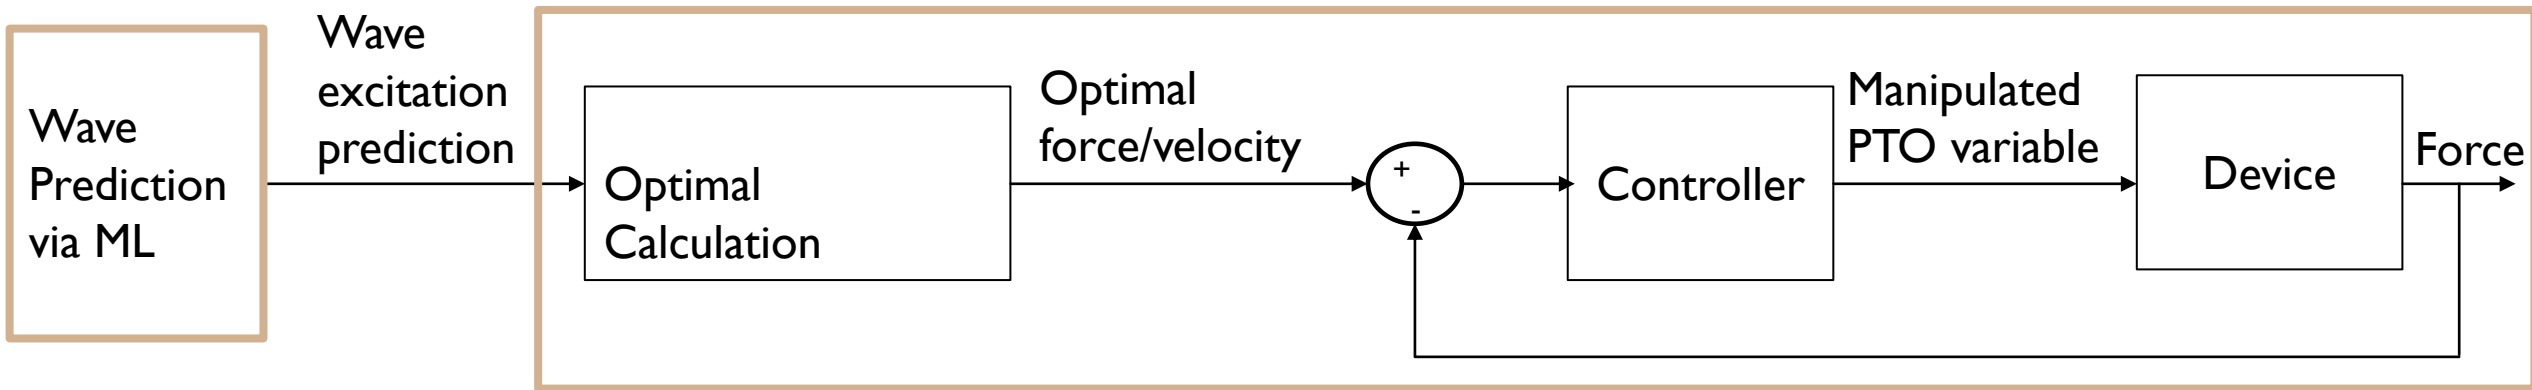 Wave
Prediction
via ML
Wave
excitation
prediction
Optimal
Calculation
Optimal
force/velocity
+
-
Controller
Manipulated
PTO variable
Device
Force